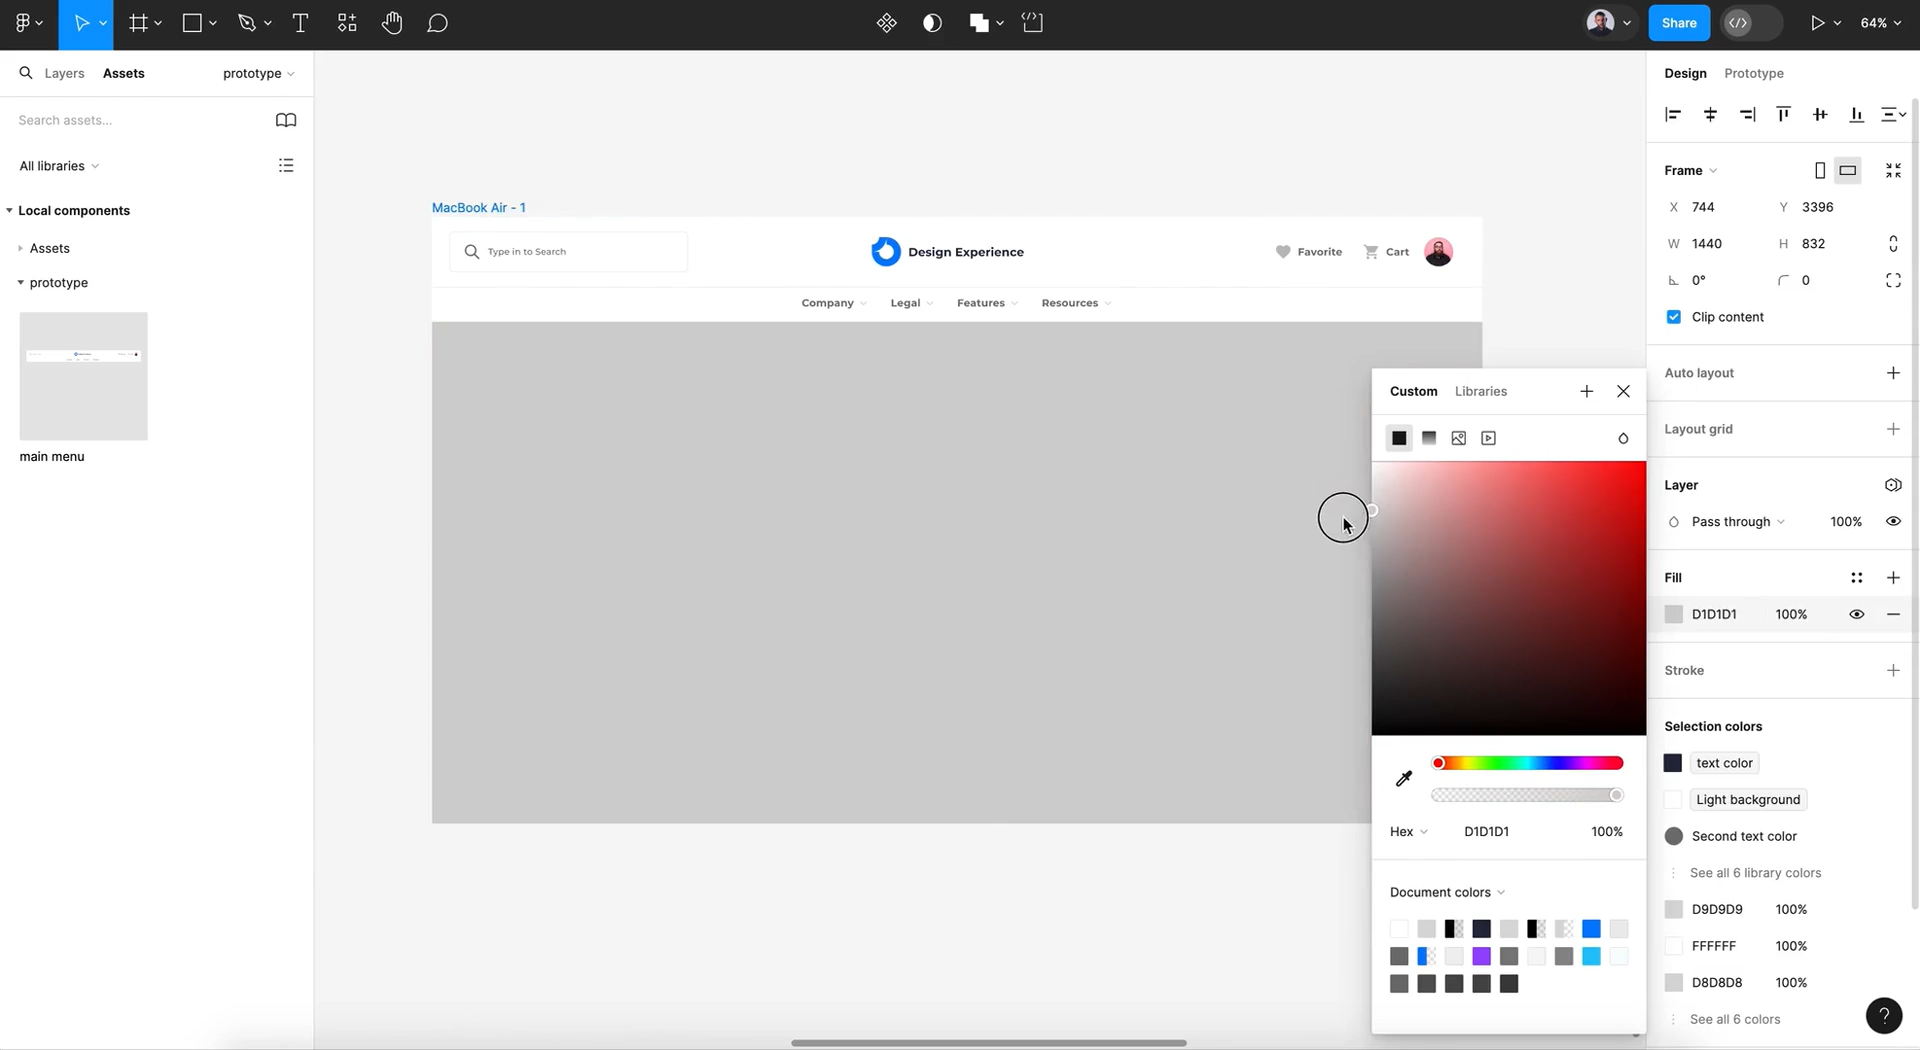 Share
64%
Layers
Assets
prototype
Search assets...
All libraries
Local components
Assets
prototype
main menu
MacBook Air - 1
Type in to Search
Design Experience
Favorite
Cart
Company
Legal
Features
Resources
Custom
Libraries
Hex
D1D1D1
100%
Document colors
Design
Prototype
Frame
X 744
Y 3396
W 1440
H 832
0°
0
Clip content
Auto layout
Layout grid
Layer
Pass through
100%
Fill
D1D1D1
100%
Stroke
Selection colors
text color
Light background
Second text color
See all 6 library colors
D9D9D9 100%
FFFFFF 100%
D8D8D8 100%
See all 6 colors
?